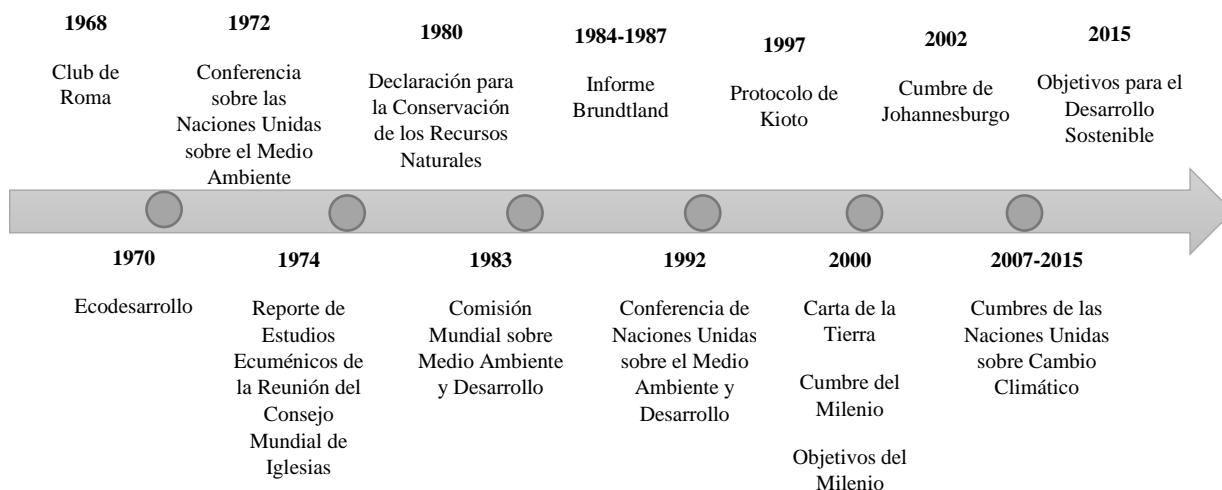 1968
Club de
Roma
1972
Conferencia
sobre las
Naciones Unidas
sobre el Medio
Ambiente
1980
Declaración para
la Conservación
de los Recursos
Naturales
1984-1987
Informe
Brundtland
1997
Protocolo de
Kioto
2002
Cumbre de
Johannesburgo
2015
Objetivos para el
Desarrollo
Sostenible
1970
Ecodesarrollo
1974
Reporte de
Estudios
Ecuménicos de
la Reunión del
Consejo
Mundial de
Iglesias
1983
Comisión
Mundial sobre
Medio Ambiente
y Desarrollo
1992
Conferencia de
Naciones Unidas
sobre el Medio
Ambiente y
Desarrollo
2000
Carta de la
Tierra
Cumbre del
Milenio
Objetivos del
Milenio
2007-2015
Cumbres de las
Naciones Unidas
sobre Cambio
Climático